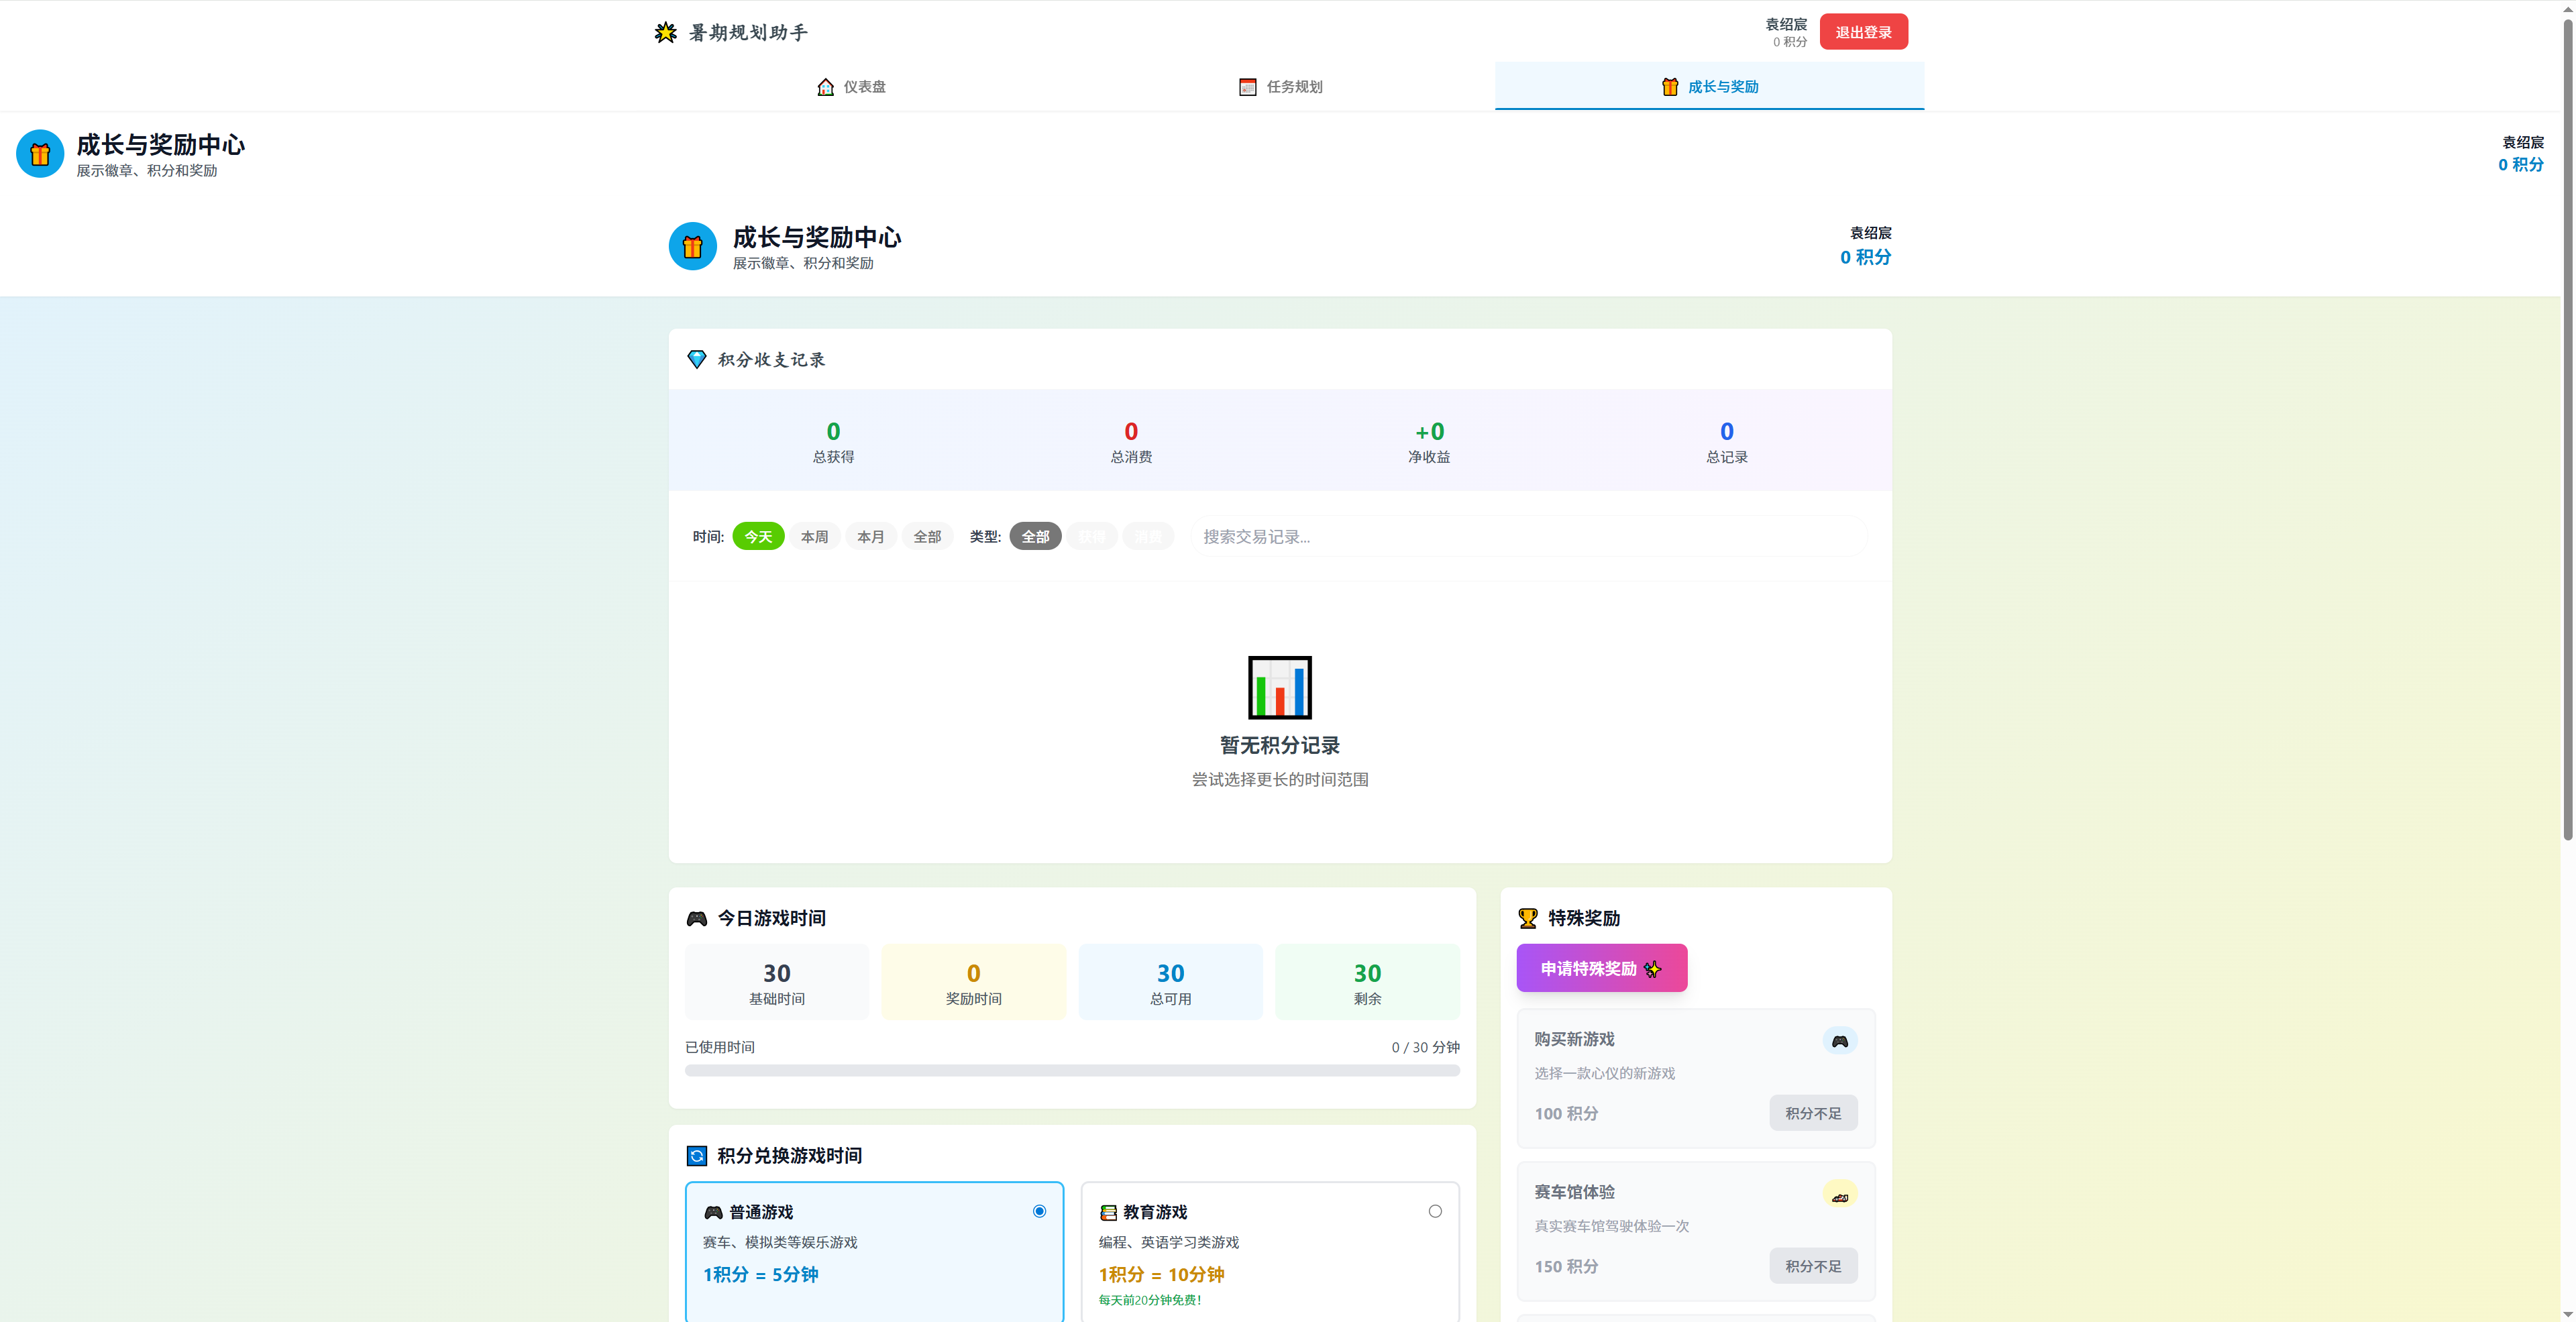 暑期规划助手
袁绍宸
0 积分
退出登录
仪表盘
任务规划
成长与奖励
成长与奖励中心
展示徽章、积分和奖励
袁绍宸
0 积分
成长与奖励中心
展示徽章、积分和奖励
袁绍宸
0 积分
积分收支记录
0
总获得
0
总消费
+0
净收益
0
总记录
时间: 今天 本周 本月 全部 类型: 全部 获得 消费 搜索交易记录...
暂无积分记录
尝试选择更长的时间范围
今日游戏时间
30
基础时间
0
奖励时间
30
总可用
30
剩余
已使用时间
0 / 30 分钟
积分兑换游戏时间
普通游戏
赛车、模拟类等娱乐游戏
1积分 = 5分钟
教育游戏
编程、英语学习类游戏
1积分 = 10分钟
每天前20分钟免费!
特殊奖励
申请特殊奖励
购买新游戏
选择一款心仪的新游戏
100 积分
积分不足
赛车馆体验
真实赛车馆驾驶体验一次
150 积分
积分不足